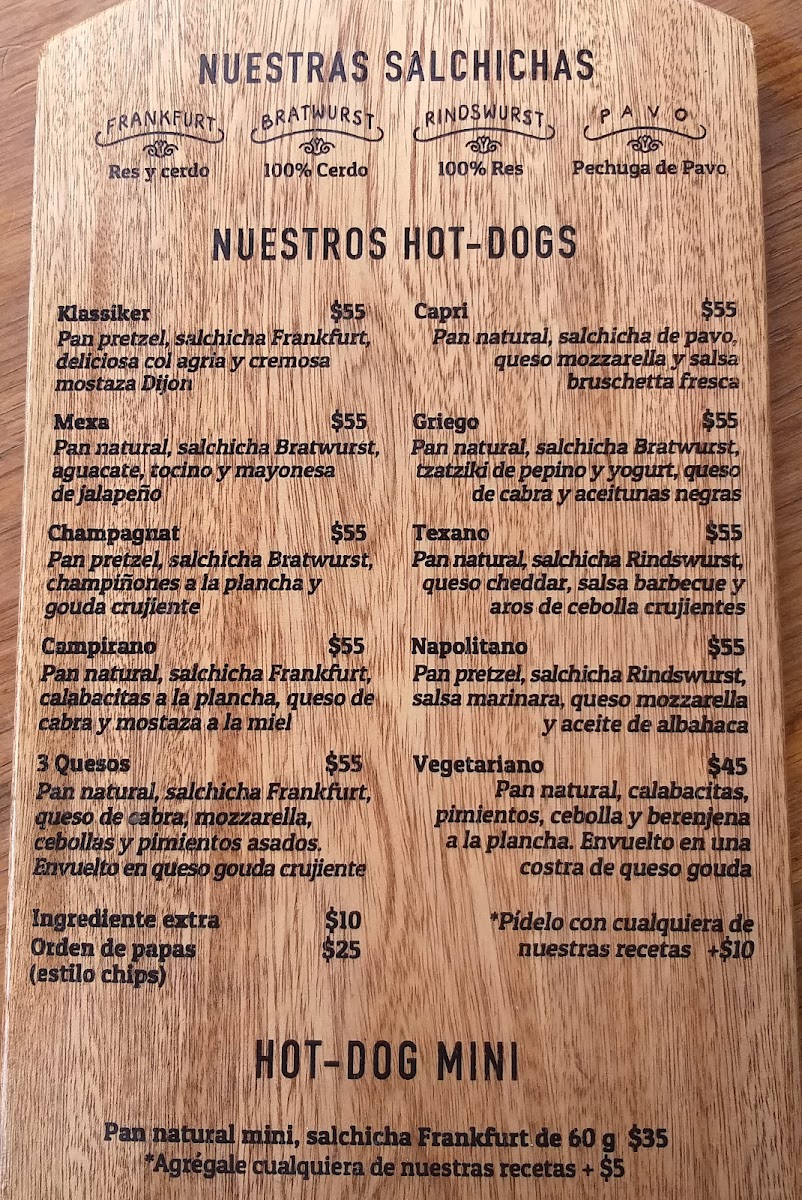 NUESTRAS SALCHICHAS
FRANKFURT BRATWURST RINDSWURST PAVO
Res y cerdo 100% Cerdo 100% Res Pechuga de Pavo
NUESTROS HOT-DOGS
Klassiker $55
Pan pretzel, salchicha Frankfurt,
deliciosa col agria y cremosa
mostaza Dijon
Mexa $55
Pan natural, salchicha Bratwurst,
aguacate, tocino y mayonesa
de jalapeño
Champagnat $55
Pan pretzel, salchicha Bratwurst,
champiñones a la plancha y
gouda crujiente
Campirano $55
Pan natural, salchicha Frankfurt,
calabacitas a la plancha, queso de
cabra y mostaza a la miel
3 Quesos $55
Pan natural, salchicha Frankfurt,
queso de cabra, mozzarella,
cebollas y pimientos asados.
Envuelto en queso gouda crujiente
Ingrediente extra $10
Orden de papas $25
(estilo chips)
Capri $55
Pan natural, salchicha de pavo,
queso mozzarella y salsa
bruschetta fresca
Griego $55
Pan natural, salchicha Bratwurst,
tzatziki de pepino y yogurt, queso
de cabra y aceitunas negras
Texano $55
Pan natural, salchicha Rindswurst,
queso cheddar, salsa barbecue y
aros de cebolla crujientes
Napolitano $55
Pan pretzel, salchicha Rindswurst,
salsa marinara, queso mozzarella
y aceite de albahaca
Vegetariano $45
Pan natural, calabacitas,
pimientos, cebolla y berenjena
a la plancha. Envuelto en una
costra de queso gouda
*Pídelo con cualquiera de
nuestras recetas +$10
HOT-DOG MINI
Pan natural mini, salchicha Frankfurt de 60 g $35
*Agrégale cualquiera de nuestras recetas + $5